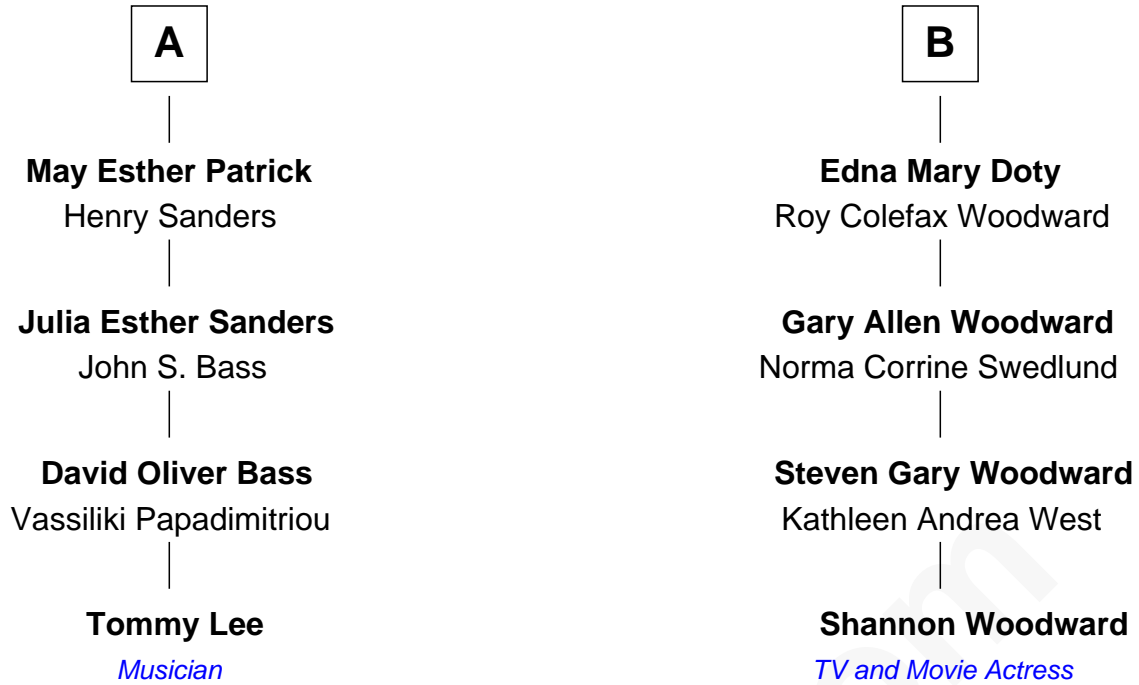 A
May Esther Patrick
Henry Sanders
Julia Esther Sanders
John S. Bass
David Oliver Bass
Vassiliki Papadimitriou
Tommy Lee
Musician
B
Edna Mary Doty
Roy Colefax Woodward
Gary Allen Woodward
Norma Corrine Swedlund
Steven Gary Woodward
Kathleen Andrea West
Shannon Woodward
TV and Movie Actress